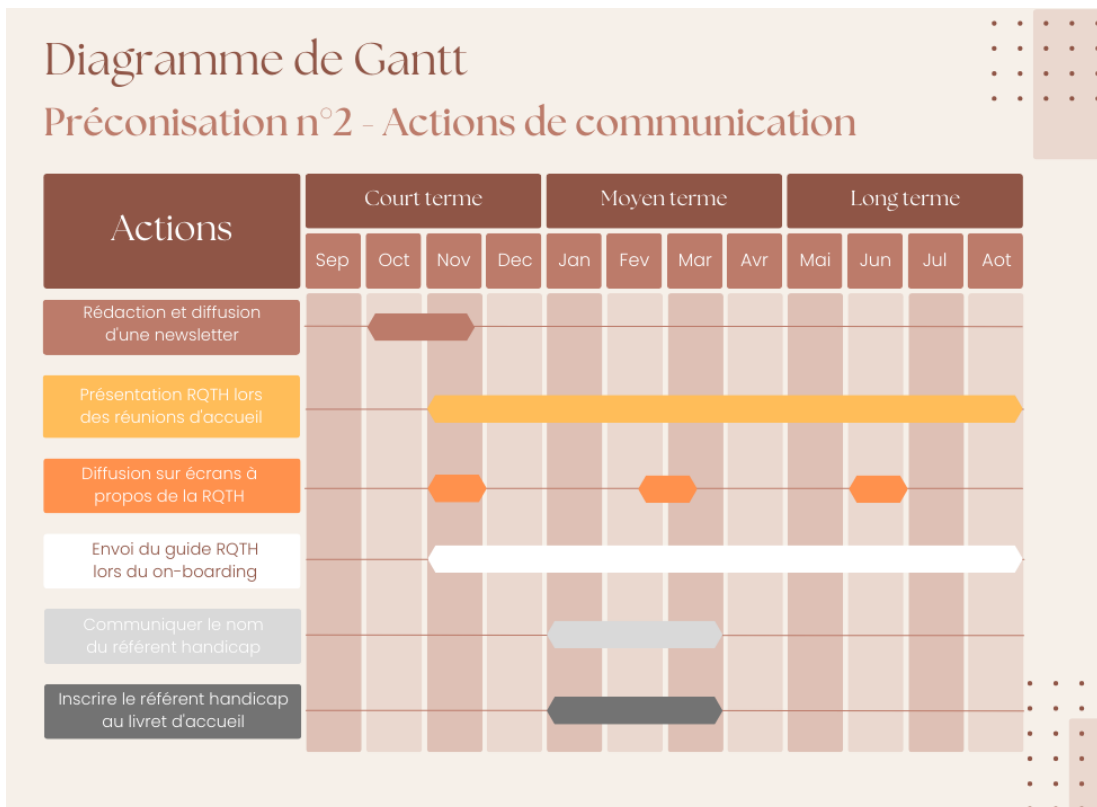 Diagramme de Gantt
Préconisation n°2 - Actions de communication
Actions
Court terme
Moyen terme
Long terme
Sep
Oct
Nov
Dec
Jan
Fev
Mar
Avr
Mai
Jun
Jul
Aot
Rédaction et diffusion
d'une newsletter
Présentation RQTH lors
des réunions d'accueil
Diffusion sur écrans à
propos de la RQTH
Envoi du guide RQTH
lors du on-boarding
Communiquer le nom
du référent handicap
Inscrire le référent handicap
au livret d'accueil